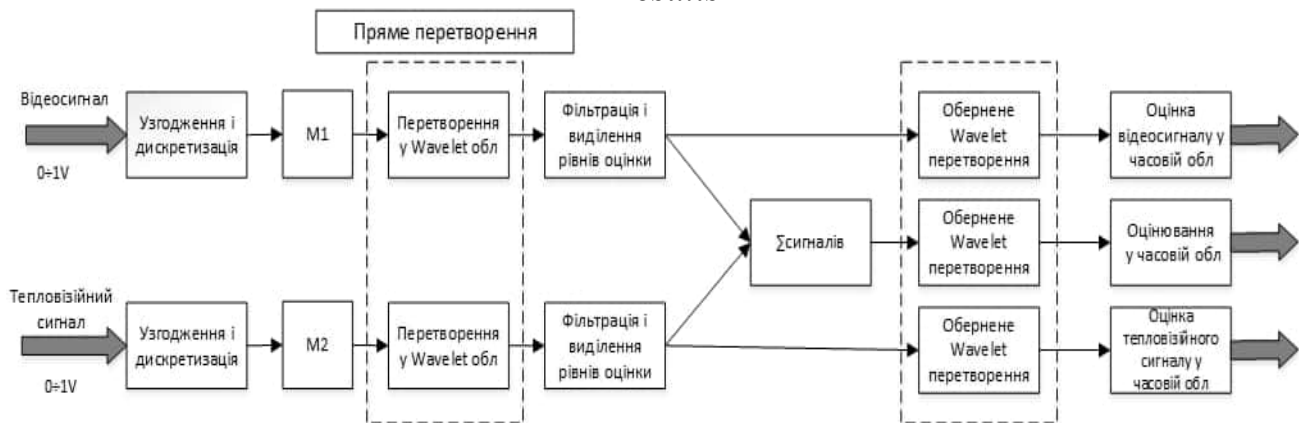 Пряме перетворення
Відеосигнал
0÷1V
Узгодження і
дискретизація
М1
Перетворення
у Wavelet обл
Фільтрація і
виділення
рівнів оцінки
Обернене
Wavelet
перетворення
Оцінка
відеосигналу у
часовій обл
∑сигналів
Обернене
Wavelet
перетворення
Оцінювання
у часовій обл
Тепловізійний
сигнал
0÷1V
Узгодження і
дискретизація
М2
Перетворення
у Wavelet обл
Фільтрація і
виділення
рівнів оцінки
Обернене
Wavelet
перетворення
Оцінка
тепловізійного
сигналу у
часовій обл